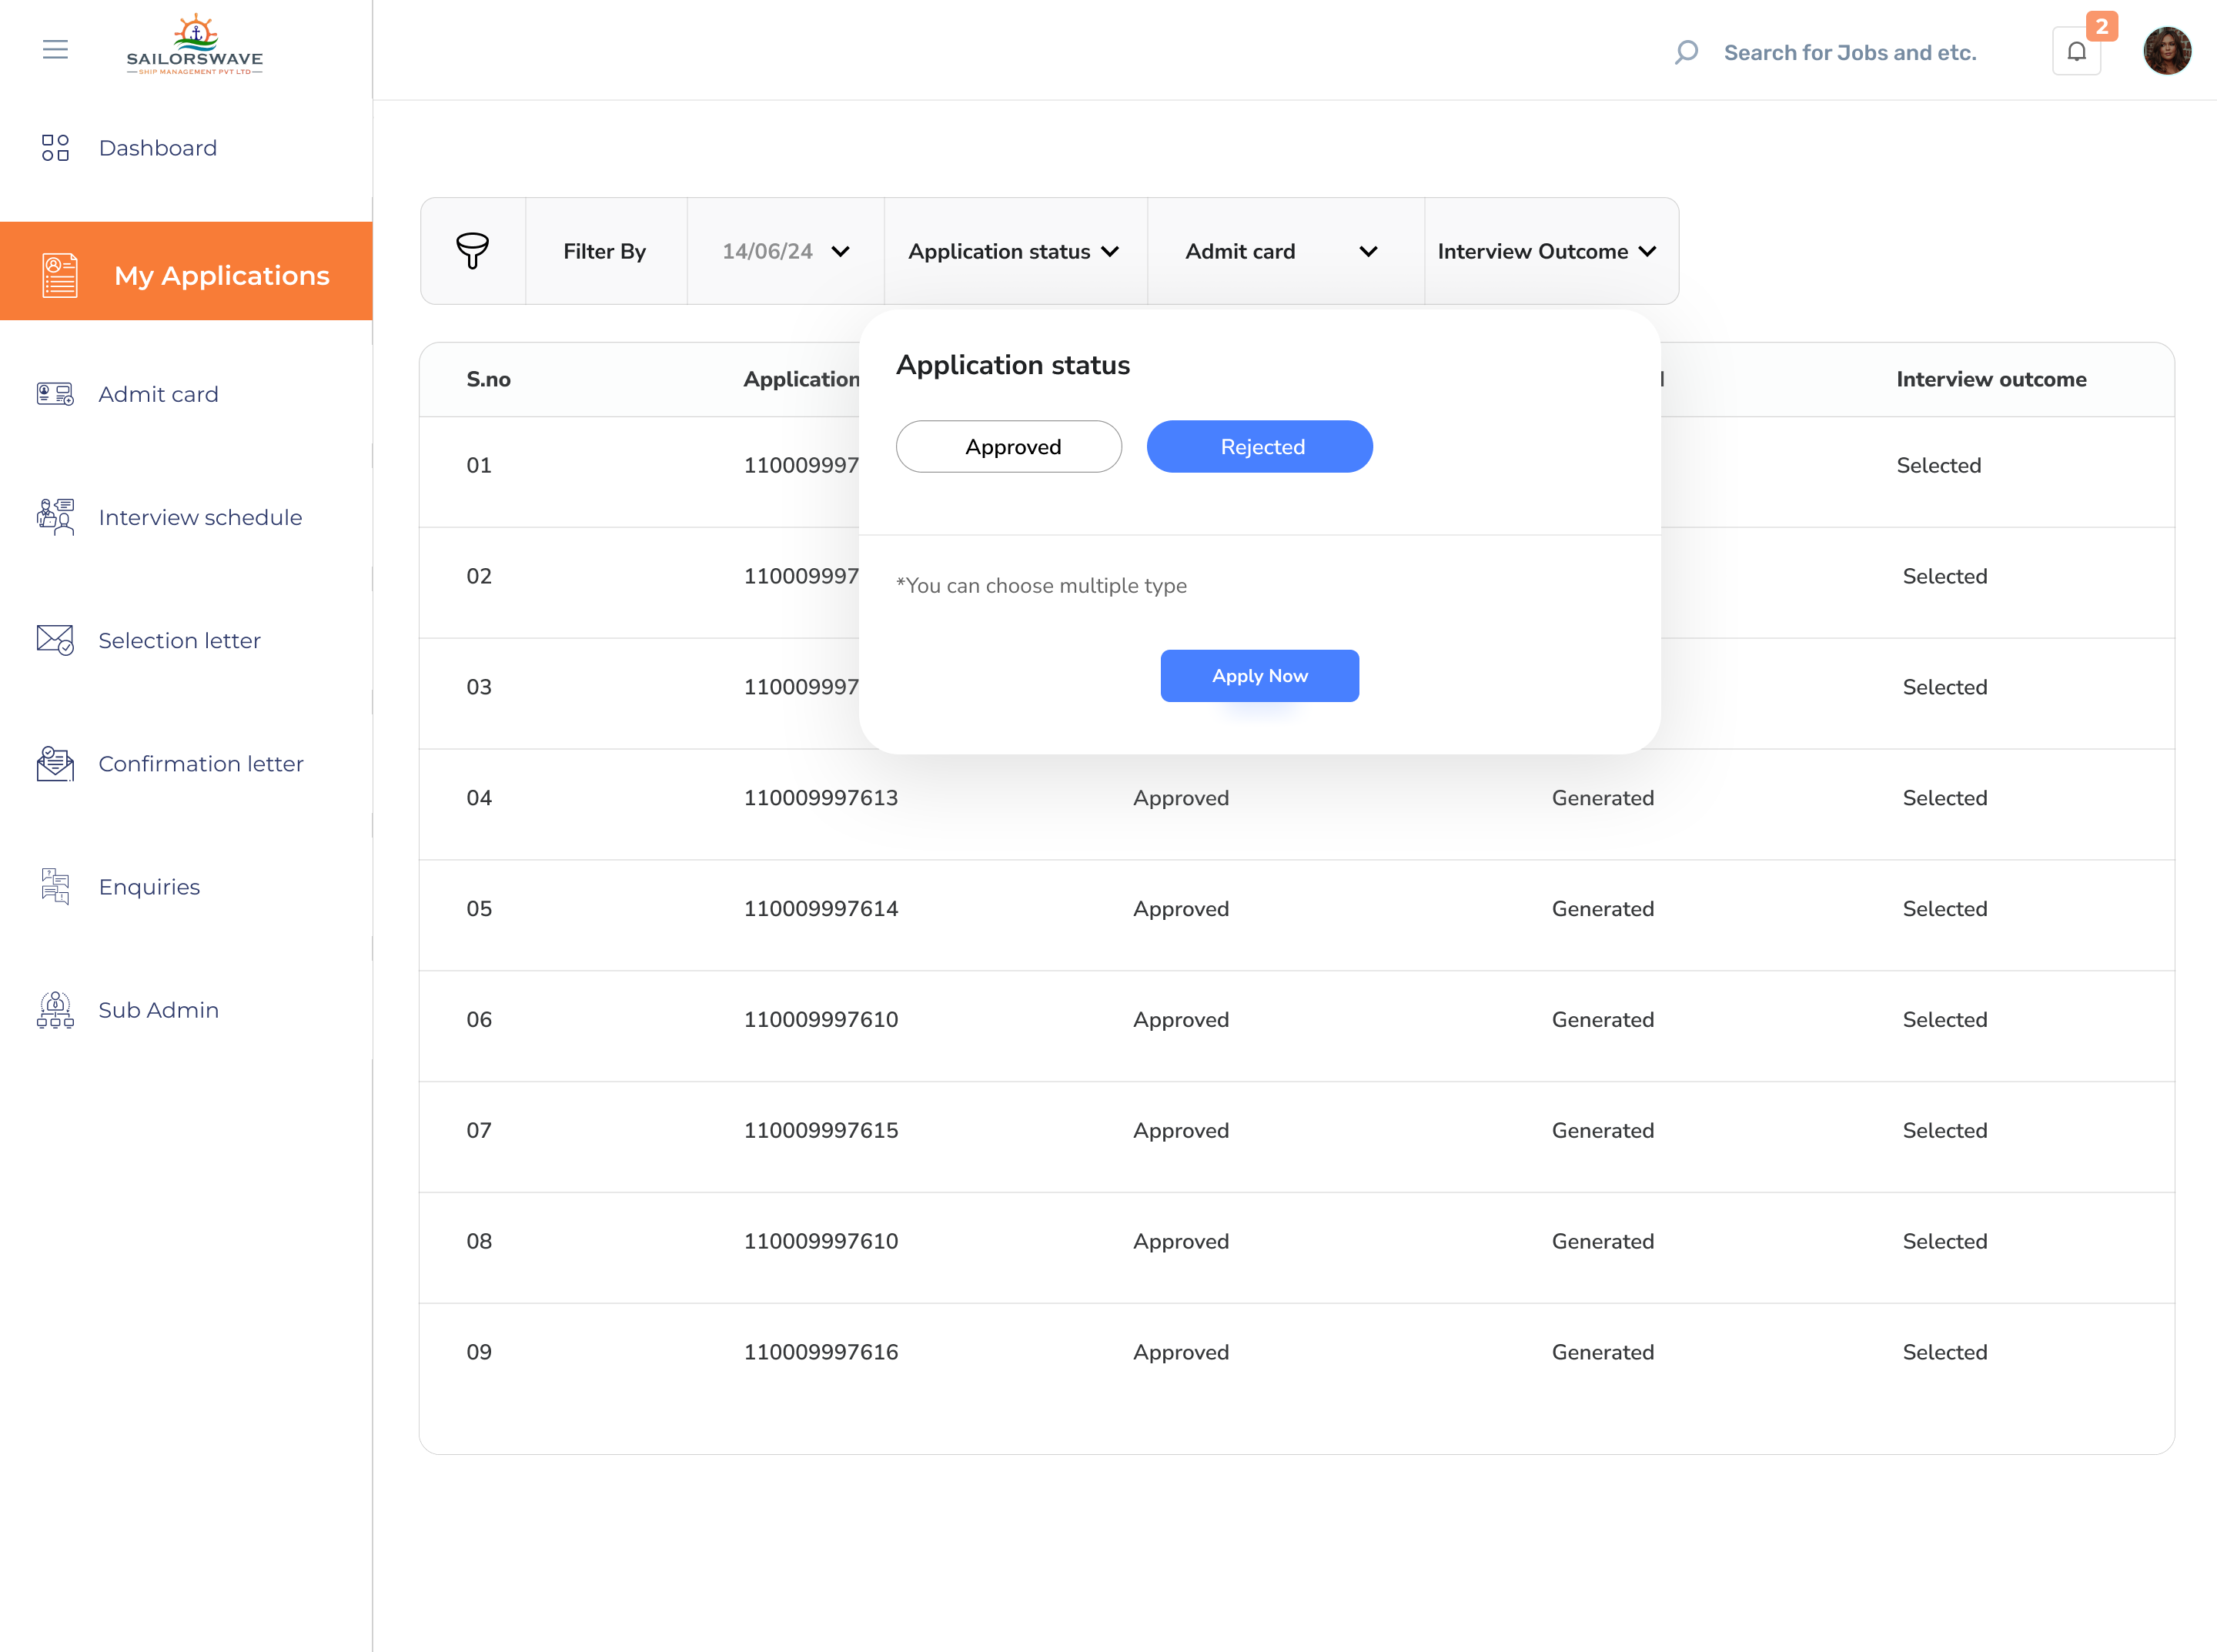 SAILORSWAVE
SHIP MANAGEMENT PVT LTD
Search for Jobs and etc.
2
Dashboard
My Applications
Admit card
Interview schedule
Selection letter
Confirmation letter
Enquiries
Sub Admin
Filter By
14/06/24
Application status
Admit card
Interview Outcome
Application status
Approved
Rejected
*You can choose multiple type
Apply Now
S.no Application Interview outcome
01 110009997 Selected
02 110009997 Selected
03 110009997 Selected
04 110009997613 Approved Generated Selected
05 110009997614 Approved Generated Selected
06 110009997610 Approved Generated Selected
07 110009997615 Approved Generated Selected
08 110009997610 Approved Generated Selected
09 110009997616 Approved Generated Selected